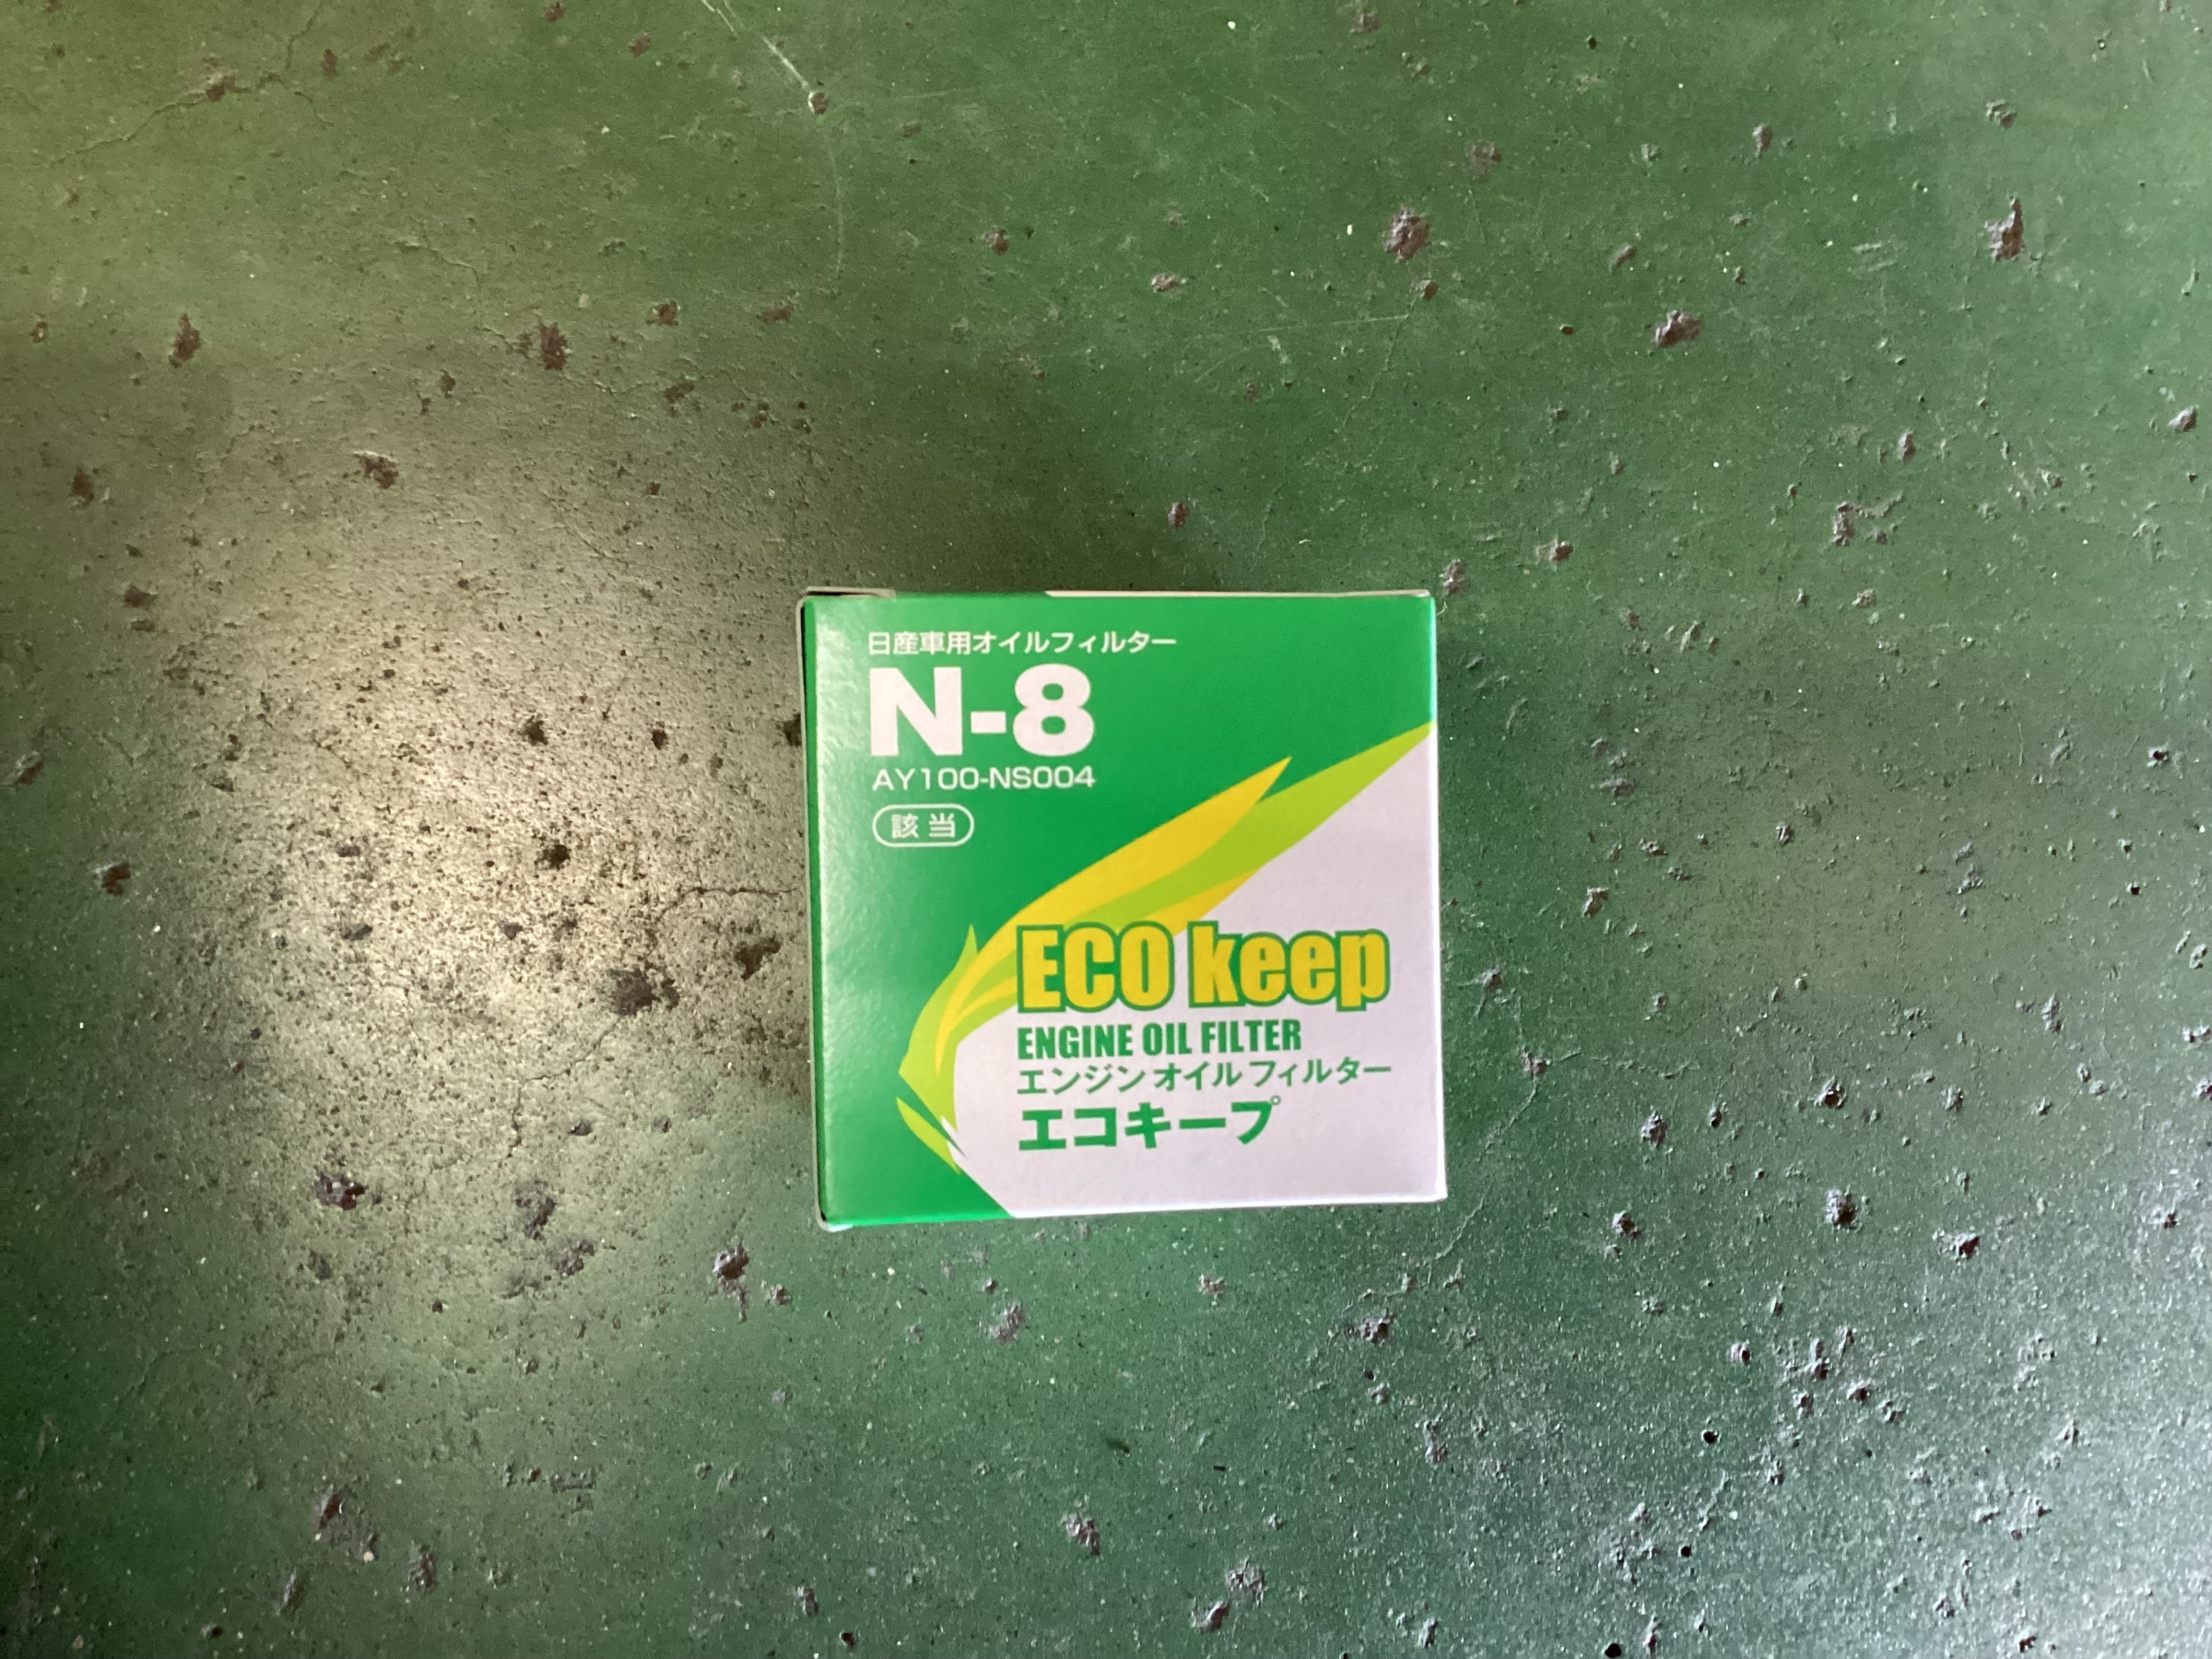 日産車用オイルフィルター
N-8
AY100-NS004
該当
ECO keep
ENGINE OIL FILTER
エンジンオイルフィルター
エコキープ